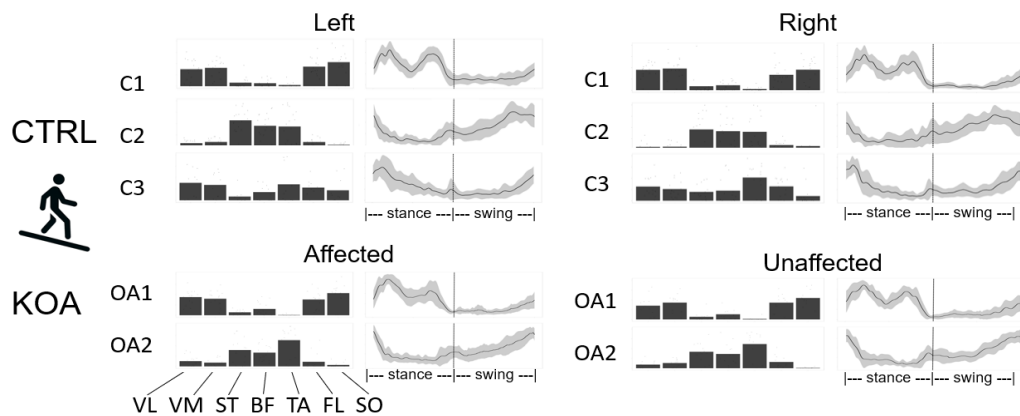 Left Right
C1 C1
CTRL C2 C2
C3 C3
|--- stance ---|--- swing ---| |--- stance ---|--- swing ---|
Affected Unaffected
KOA OA1 OA1
OA2 OA2
|--- stance ---|--- swing ---| |--- stance ---|--- swing ---|
VL VM ST BF TA FL SO